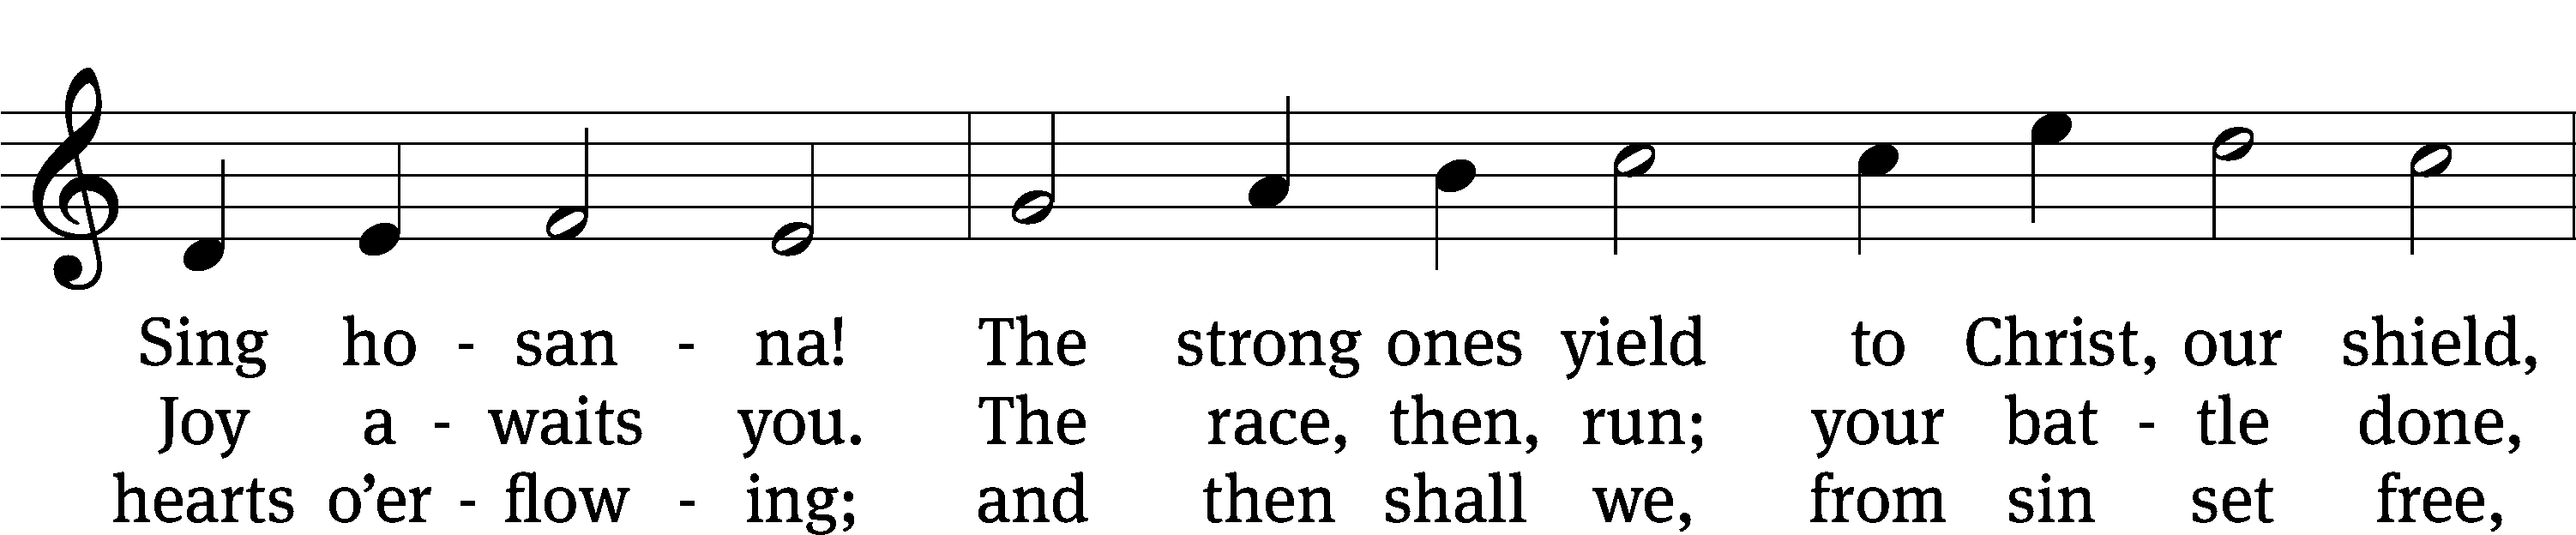 Sing ho - san - na! The strong ones yield to Christ, our shield,
Joy a - waits you. The race, then, run; your bat - tle done,
hearts o’er - flow - ing; and then shall we, from sin set free,